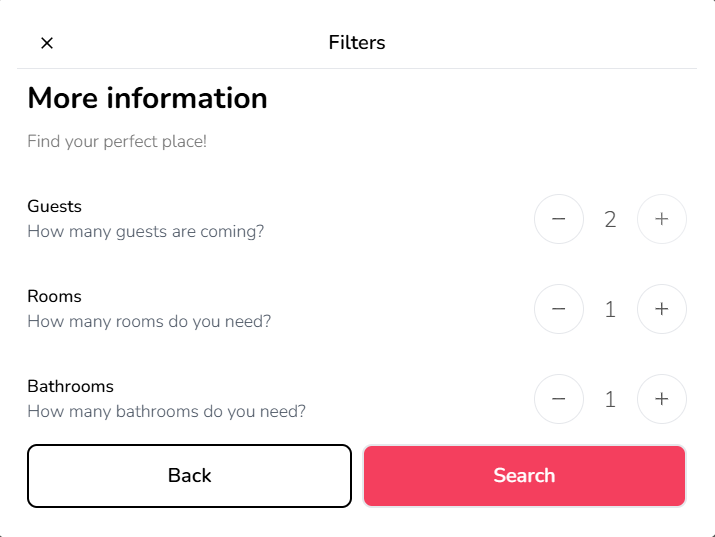 Filters
More information
Find your perfect place!
Guests
How many guests are coming?
2
Rooms
How many rooms do you need?
1
Bathrooms
How many bathrooms do you need?
1
Back
Search